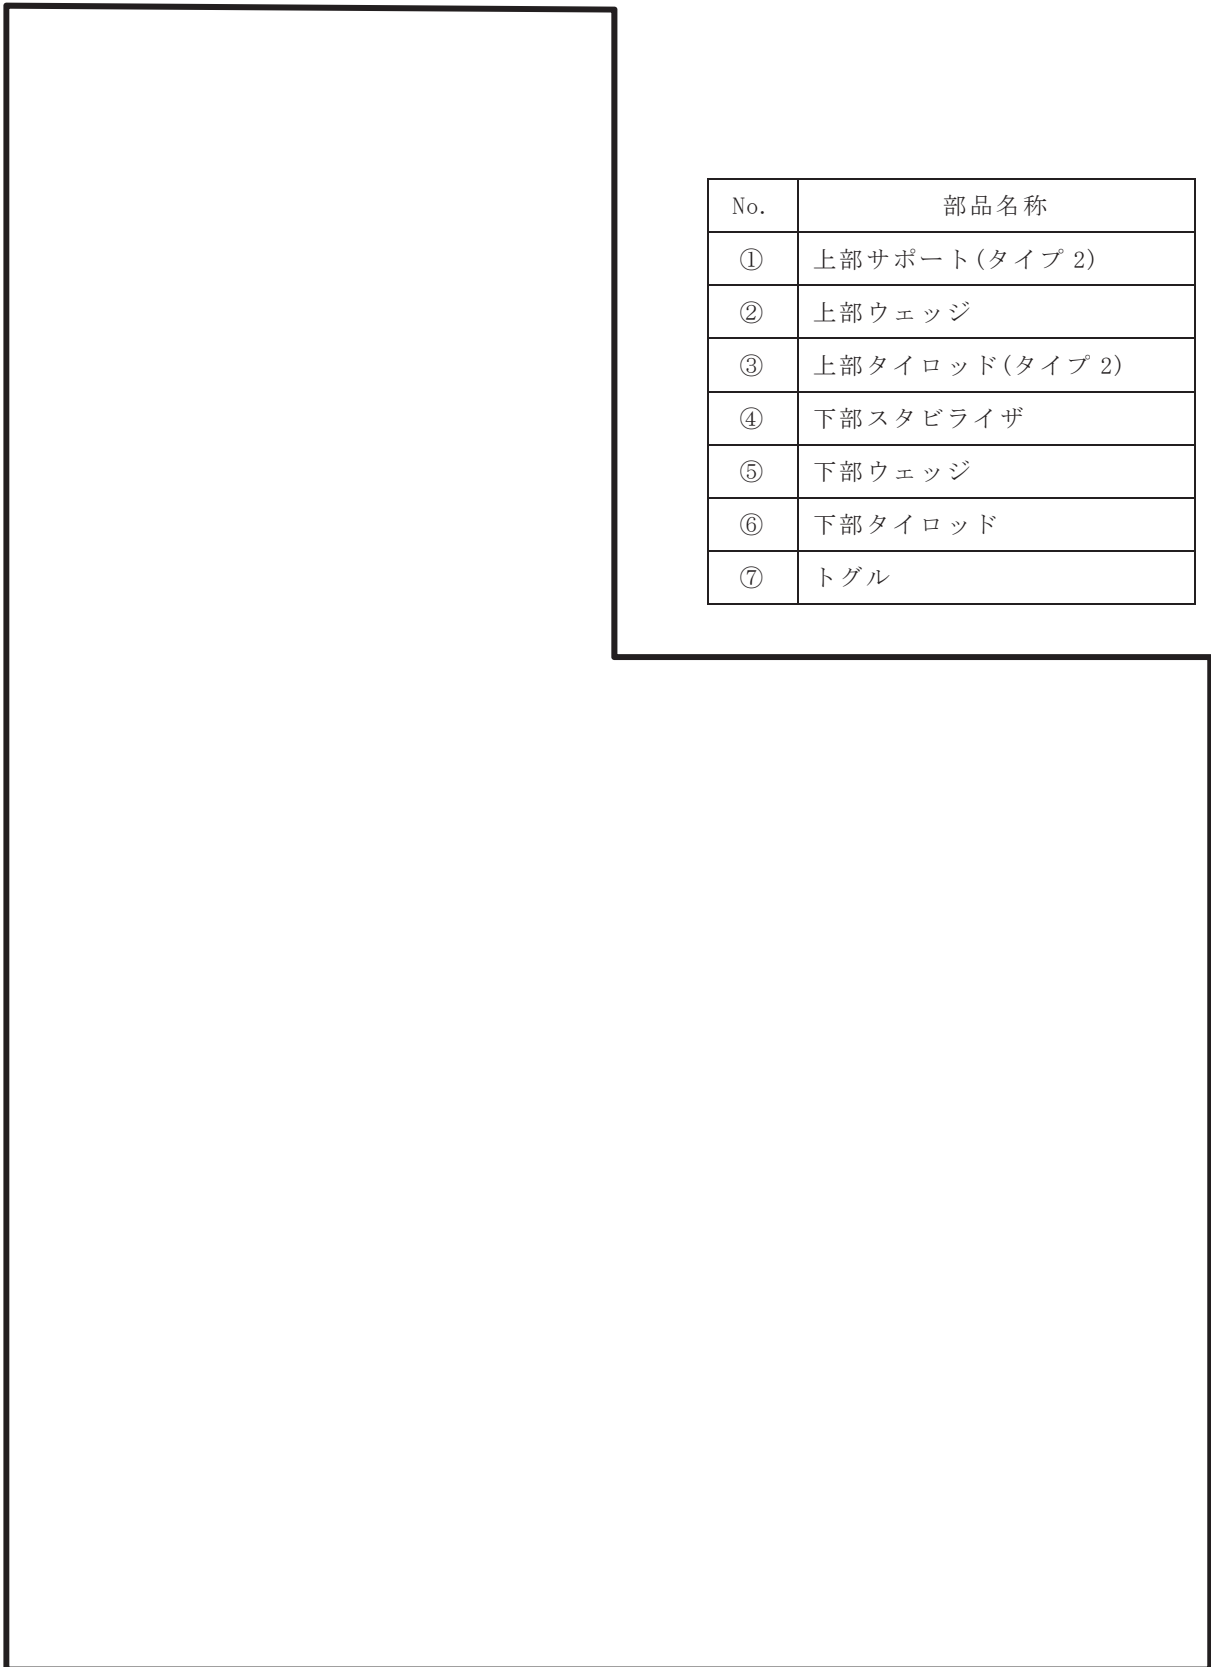 No. 部品名称
① 上部サポート(タイプ 2)
② 上部ウェッジ
③ 上部タイロッド(タイプ 2)
④ 下部スタビライザ
⑤ 下部ウェッジ
⑥ 下部タイロッド
⑦ トグル